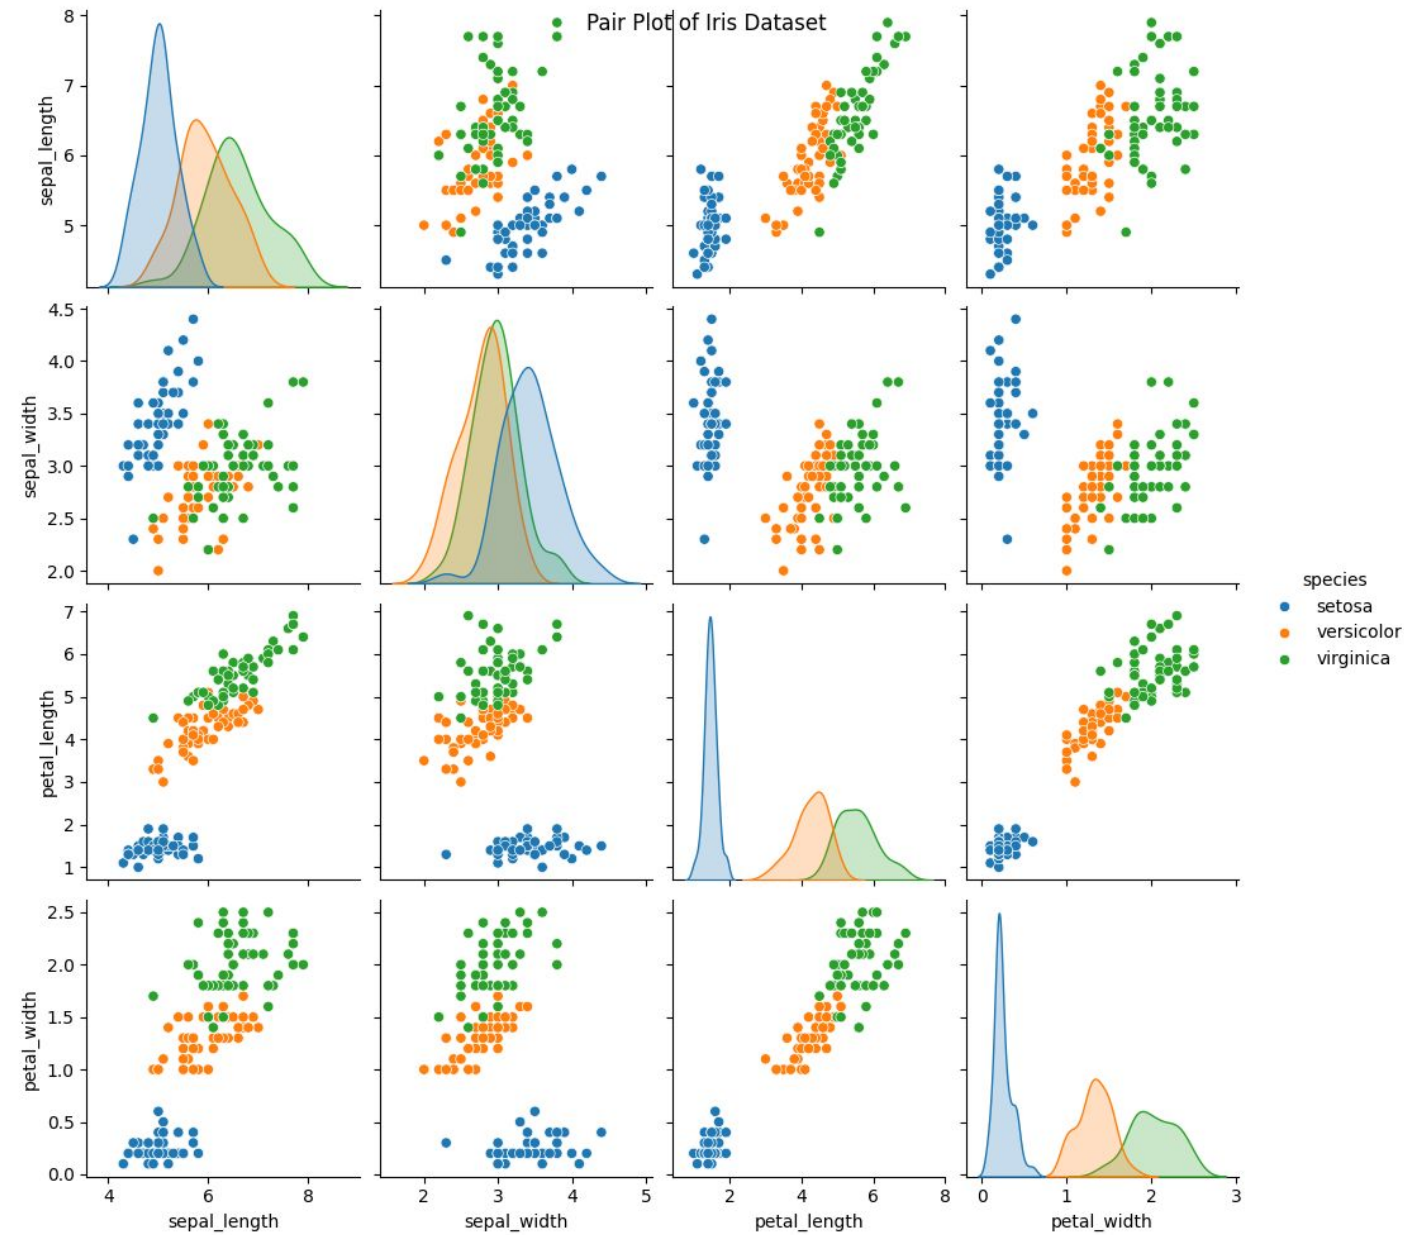 Pair Plot of Iris Dataset
8
7
6
5
sepal_length
4.5
4.0
3.5
3.0
2.5
2.0
sepal_width
7
6
5
4
3
2
1
petal_length
2.5
2.0
1.5
1.0
0.5
0.0
petal_width
4 6 8
sepal_length
2 3 4 5
sepal_width
2 4 6 8
petal_length
0 1 2 3
petal_width
species
setosa
versicolor
virginica